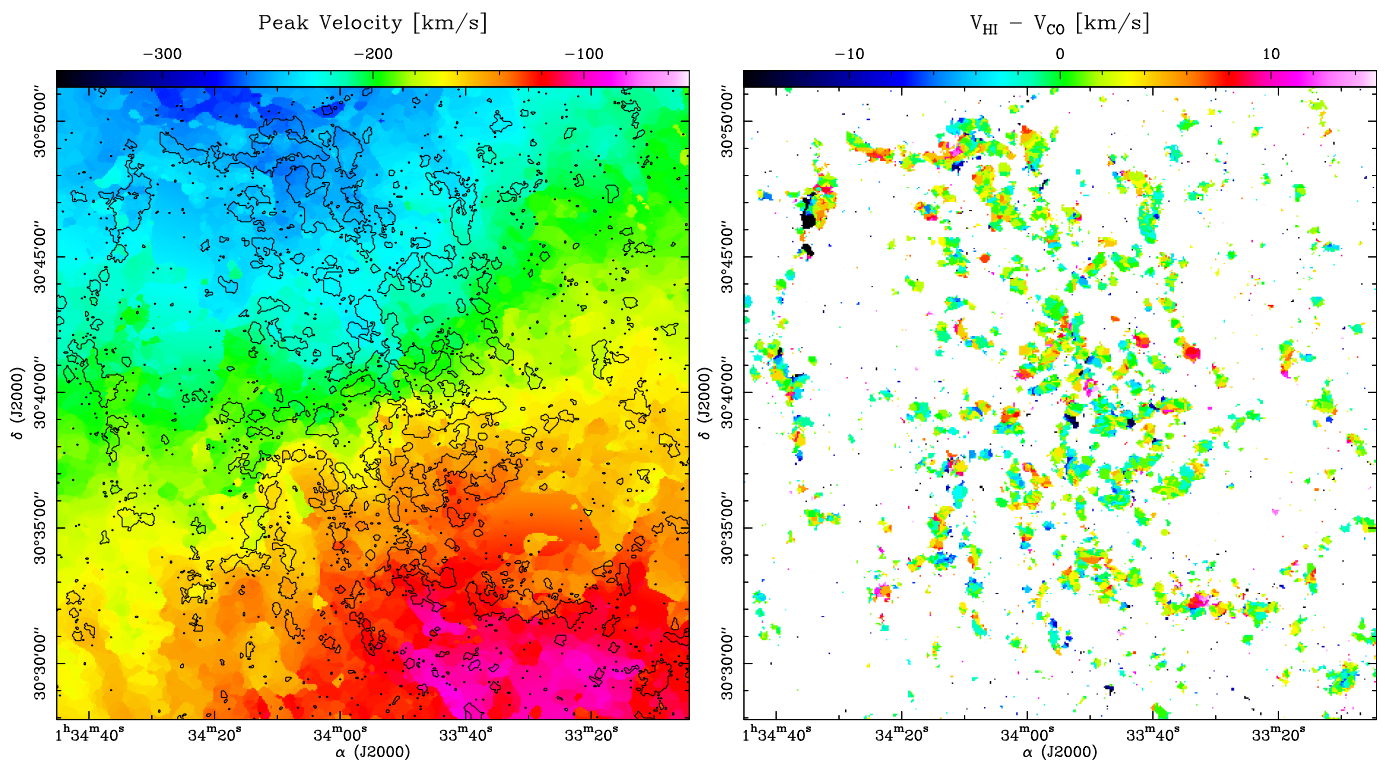 Peak Velocity [km/s]
−300 −200 −100
30°50′00″
30°45′00″
30°40′00″
30°35′00″
30°30′00″
δ (J2000)
1ʰ34ᵐ40ˢ 34ᵐ20ˢ 34ᵐ00ˢ 33ᵐ40ˢ 33ᵐ20ˢ
α (J2000)
V_HI − V_CO [km/s]
−10 0 10
30°50′00″
30°45′00″
30°40′00″
30°35′00″
30°30′00″
δ (J2000)
1ʰ34ᵐ40ˢ 34ᵐ20ˢ 34ᵐ00ˢ 33ᵐ40ˢ 33ᵐ20ˢ
α (J2000)